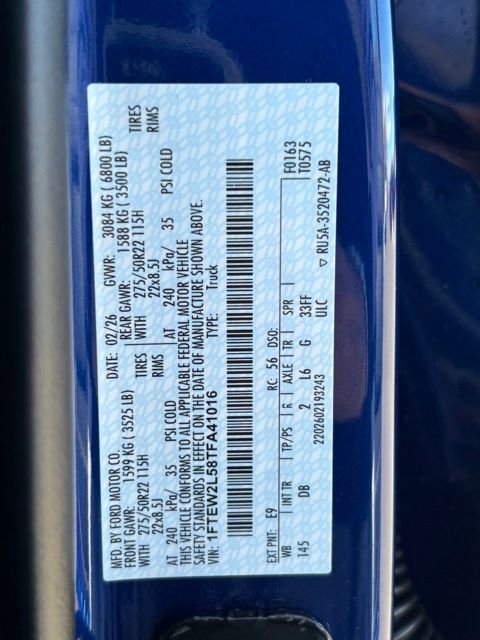 MFD. BY FORD MOTOR CO. DATE: 02/26 GVWR: 3084 KG ( 6800 LB)
FRONT GAWR: 1599 KG ( 3525 LB) REAR GAWR: 1588 KG ( 3500 LB)
WITH 275/50R22 115H TIRES WITH 275/50R22 115H TIRES
22x8.5J RIMS 22x8.5J RIMS
AT 240 kPa/ 35 PSI COLD AT 240 kPa/ 35 PSI COLD
THIS VEHICLE CONFORMS TO ALL APPLICABLE FEDERAL MOTOR VEHICLE
SAFETY STANDARDS IN EFFECT ON THE DATE OF MANUFACTURE SHOWN ABOVE.
VIN: 1FTEW2L58TFA41016 TYPE: Truck
F0163
EXT PNT: E9 RC: 56 DSO: T0575
WB INT TR TP/PS R AXLE TR SPR
145 DB 2 L6 G 33FF
ULC
2202602193243 ▽ RU5A-3520472-AB